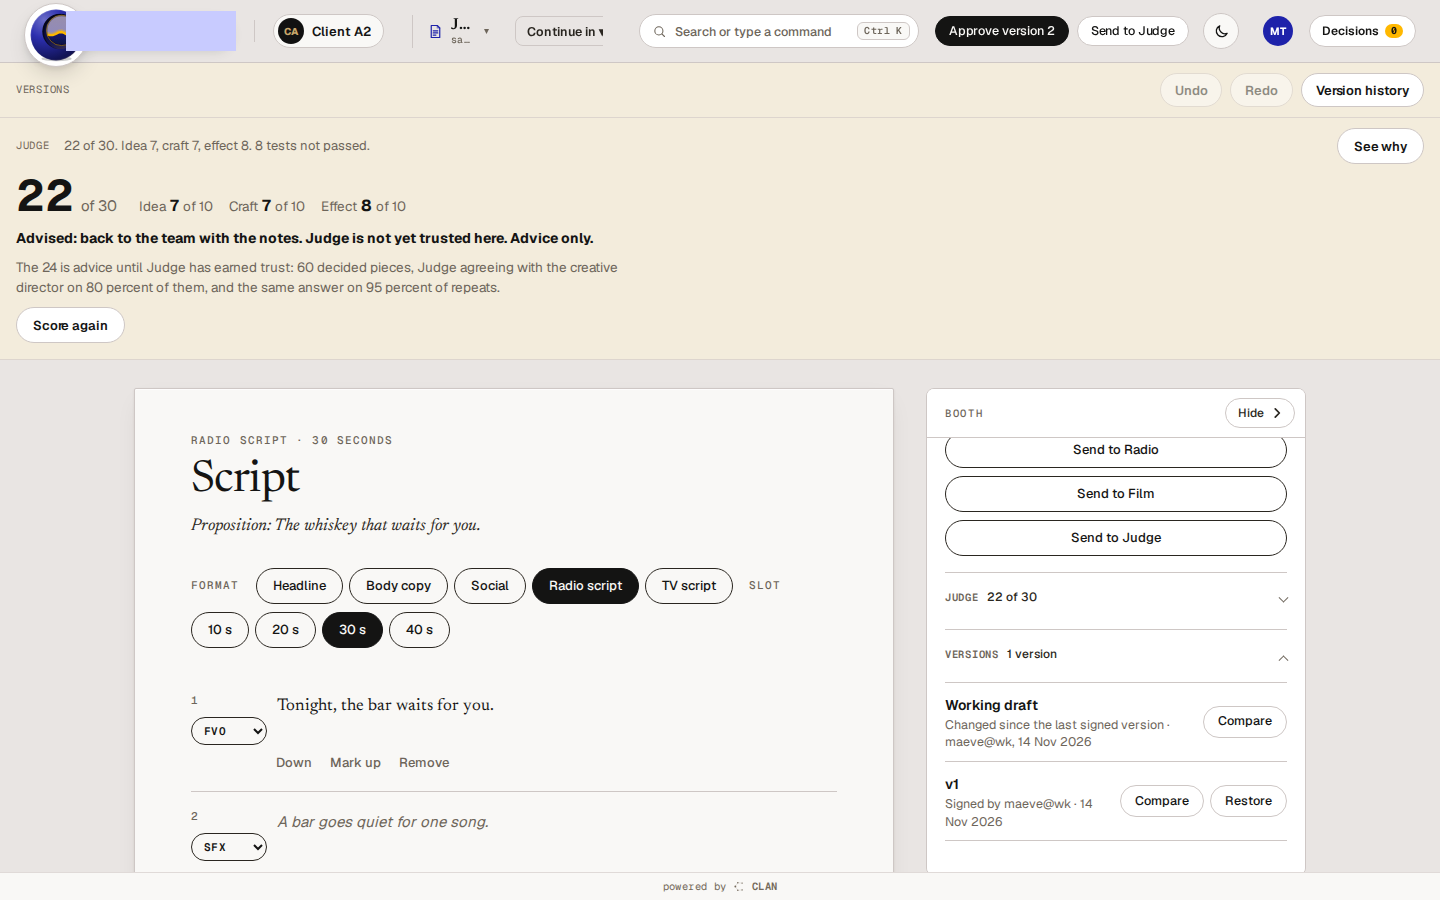 CA Client A2
J...
sa...
Continue in
Search or type a command Ctrl K
Approve version 2
Send to Judge
MT
Decisions 0
VERSIONS
Undo Redo Version history
JUDGE 22 of 30. Idea 7, craft 7, effect 8. 8 tests not passed.
See why
22 of 30 Idea 7 of 10 Craft 7 of 10 Effect 8 of 10
Advised: back to the team with the notes. Judge is not yet trusted here. Advice only.
The 24 is advice until Judge has earned trust: 60 decided pieces, Judge agreeing with the creative
director on 80 percent of them, and the same answer on 95 percent of repeats.
Score again
RADIO SCRIPT · 30 SECONDS
Script
Proposition: The whiskey that waits for you.
FORMAT Headline Body copy Social Radio script TV script SLOT
10 s 20 s 30 s 40 s
1
FVO
Tonight, the bar waits for you.
Down Mark up Remove
2
SFX
A bar goes quiet for one song.
BOOTH
Hide
Send to Radio
Send to Film
Send to Judge
JUDGE 22 of 30
VERSIONS 1 version
Working draft
Changed since the last signed version ·
maeve@wk, 14 Nov 2026
Compare
v1
Signed by maeve@wk · 14
Nov 2026
Compare Restore
powered by CLAN